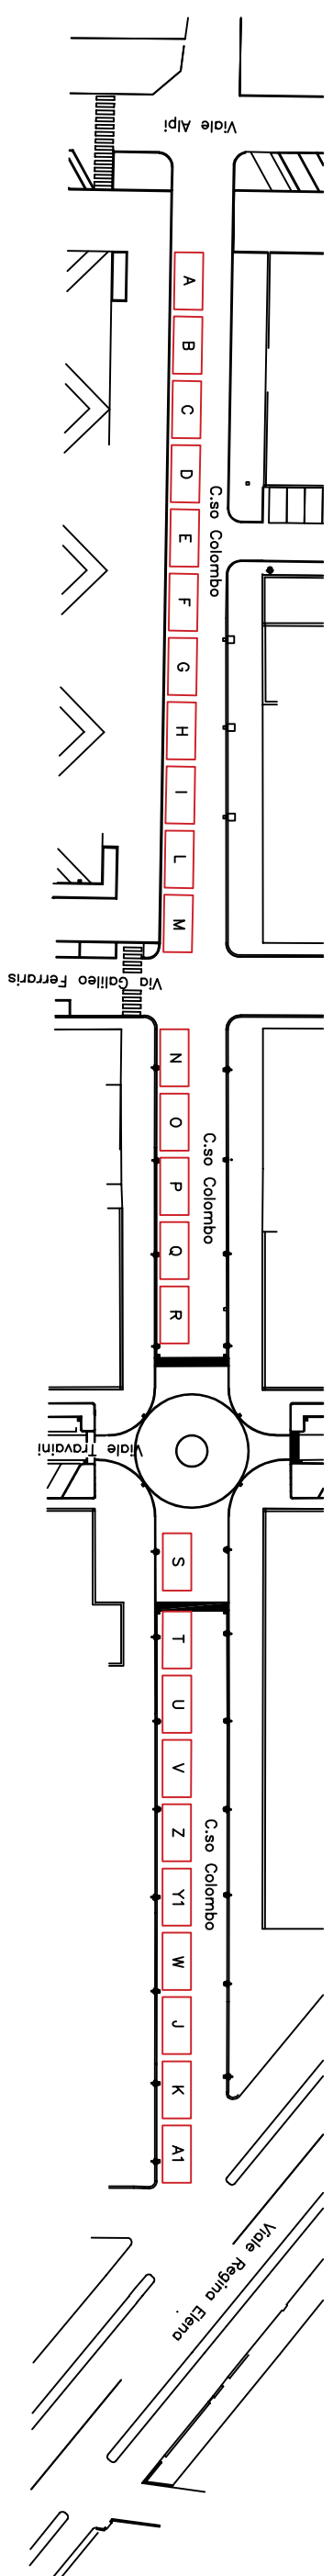 Viale Alpi
A
B
C
D
C.so Colombo
E
F
G
H
I
L
M
Via Galileo Ferraris
N
O
C.so Colombo
P
Q
R
Viale Travaini
S
T
U
V
Z
C.so Colombo
Y1
W
J
K
A1
Viale Regina Elena